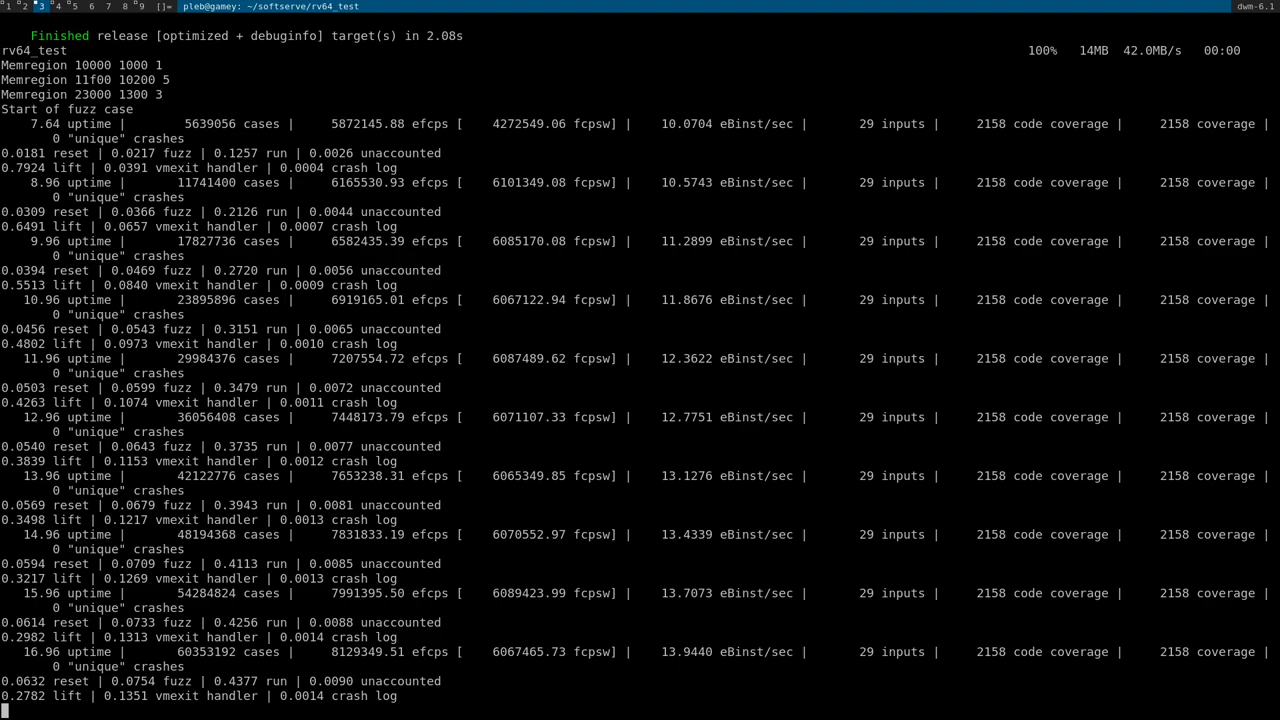 1 2 3 4 5 6 7 8 9 []= pleb@gamey: ~/softserve/rv64_test dwm-6.1
Finished release [optimized + debuginfo] target(s) in 2.08s
rv64_test 100% 14MB 42.0MB/s 00:00
Memregion 10000 1000 1
Memregion 11f00 10200 5
Memregion 23000 1300 3
Start of fuzz case
7.64 uptime | 5639056 cases | 5872145.88 efcps [ 4272549.06 fcpsw] | 10.0704 eBinst/sec | 29 inputs | 2158 code coverage | 2158 coverage |
0 "unique" crashes
0.0181 reset | 0.0217 fuzz | 0.1257 run | 0.0026 unaccounted
0.7924 lift | 0.0391 vmexit handler | 0.0004 crash log
8.96 uptime | 11741400 cases | 6165530.93 efcps [ 6101349.08 fcpsw] | 10.5743 eBinst/sec | 29 inputs | 2158 code coverage | 2158 coverage |
0 "unique" crashes
0.0309 reset | 0.0366 fuzz | 0.2126 run | 0.0044 unaccounted
0.6491 lift | 0.0657 vmexit handler | 0.0007 crash log
9.96 uptime | 17827736 cases | 6582435.39 efcps [ 6085170.08 fcpsw] | 11.2899 eBinst/sec | 29 inputs | 2158 code coverage | 2158 coverage |
0 "unique" crashes
0.0394 reset | 0.0469 fuzz | 0.2720 run | 0.0056 unaccounted
0.5513 lift | 0.0840 vmexit handler | 0.0009 crash log
10.96 uptime | 23895896 cases | 6919165.01 efcps [ 6067122.94 fcpsw] | 11.8676 eBinst/sec | 29 inputs | 2158 code coverage | 2158 coverage |
0 "unique" crashes
0.0456 reset | 0.0543 fuzz | 0.3151 run | 0.0065 unaccounted
0.4802 lift | 0.0973 vmexit handler | 0.0010 crash log
11.96 uptime | 29984376 cases | 7207554.72 efcps [ 6087489.62 fcpsw] | 12.3622 eBinst/sec | 29 inputs | 2158 code coverage | 2158 coverage |
0 "unique" crashes
0.0503 reset | 0.0599 fuzz | 0.3479 run | 0.0072 unaccounted
0.4263 lift | 0.1074 vmexit handler | 0.0011 crash log
12.96 uptime | 36056408 cases | 7448173.79 efcps [ 6071107.33 fcpsw] | 12.7751 eBinst/sec | 29 inputs | 2158 code coverage | 2158 coverage |
0 "unique" crashes
0.0540 reset | 0.0643 fuzz | 0.3735 run | 0.0077 unaccounted
0.3839 lift | 0.1153 vmexit handler | 0.0012 crash log
13.96 uptime | 42122776 cases | 7653238.31 efcps [ 6065349.85 fcpsw] | 13.1276 eBinst/sec | 29 inputs | 2158 code coverage | 2158 coverage |
0 "unique" crashes
0.0569 reset | 0.0679 fuzz | 0.3943 run | 0.0081 unaccounted
0.3498 lift | 0.1217 vmexit handler | 0.0013 crash log
14.96 uptime | 48194368 cases | 7831833.19 efcps [ 6070552.97 fcpsw] | 13.4339 eBinst/sec | 29 inputs | 2158 code coverage | 2158 coverage |
0 "unique" crashes
0.0594 reset | 0.0709 fuzz | 0.4113 run | 0.0085 unaccounted
0.3217 lift | 0.1269 vmexit handler | 0.0013 crash log
15.96 uptime | 54284824 cases | 7991395.50 efcps [ 6089423.99 fcpsw] | 13.7073 eBinst/sec | 29 inputs | 2158 code coverage | 2158 coverage |
0 "unique" crashes
0.0614 reset | 0.0733 fuzz | 0.4256 run | 0.0088 unaccounted
0.2982 lift | 0.1313 vmexit handler | 0.0014 crash log
16.96 uptime | 60353192 cases | 8129349.51 efcps [ 6067465.73 fcpsw] | 13.9440 eBinst/sec | 29 inputs | 2158 code coverage | 2158 coverage |
0 "unique" crashes
0.0632 reset | 0.0754 fuzz | 0.4377 run | 0.0090 unaccounted
0.2782 lift | 0.1351 vmexit handler | 0.0014 crash log